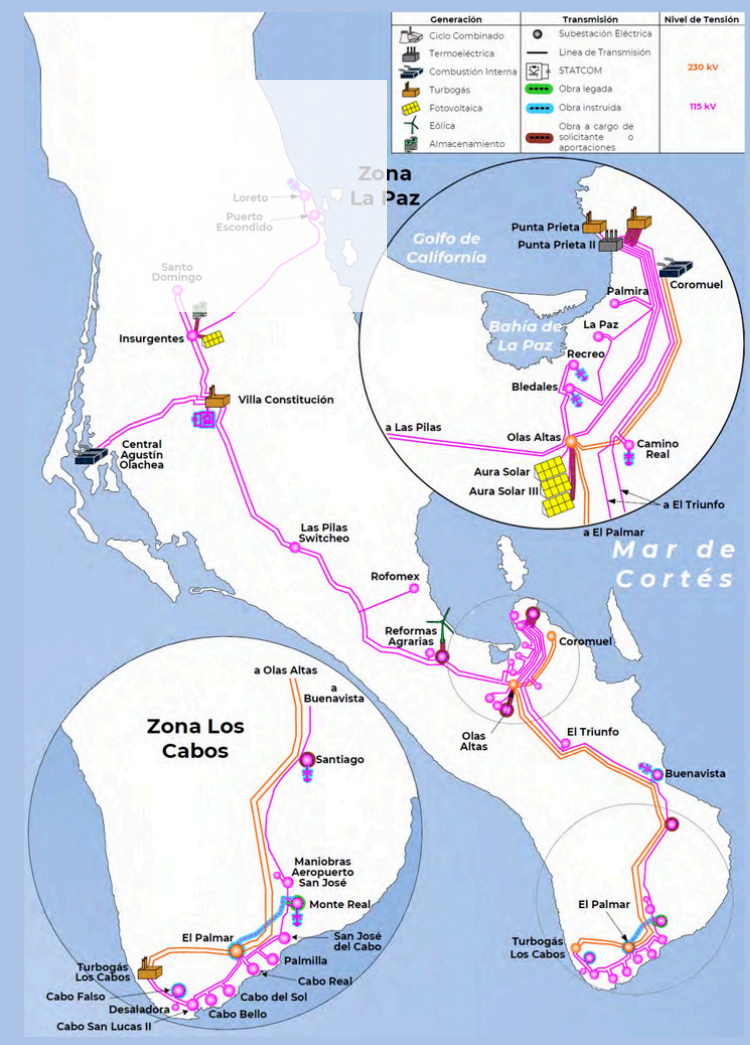 Generación
Transmisión
Nivel de Tensión
Ciclo Combinado
Subestación Eléctrica
Termoeléctrica
Línea de Transmisión
Combustión Interna
STATCOM
230 kV
Turbogás
Obra legada
Fotovoltaica
Obra instruida
115 kV
Eólica
Obra a cargo de
solicitante o
aportaciones
Almacenamiento
Zona
La Paz
Loreto
Puerto
Escondido
Santo
Domingo
Insurgentes
Villa Constitución
Central
Agustín
Olachea
Las Pilas
Switcheo
Rofomex
Reformas
Agrarias
Golfo de
California
Punta Prieta
Punta Prieta II
Coromuel
Palmira
Bahía de
La Paz
La Paz
Recreo
Bledales
a Las Pilas
Olas Altas
Camino
Real
Aura Solar
Aura Solar III
a El Triunfo
a El Palmar
Mar de
Cortés
Coromuel
Olas
Altas
El Triunfo
Buenavista
El Palmar
Turbogás
Los Cabos
a Olas Altas
a
Buenavista
Zona Los
Cabos
Santiago
Maniobras
Aeropuerto
San José
Monte Real
El Palmar
San José
del Cabo
Palmilla
Turbogás
Los Cabos
Cabo Real
Cabo Falso
Cabo del Sol
Desaladora
Cabo Bello
Cabo San Lucas II